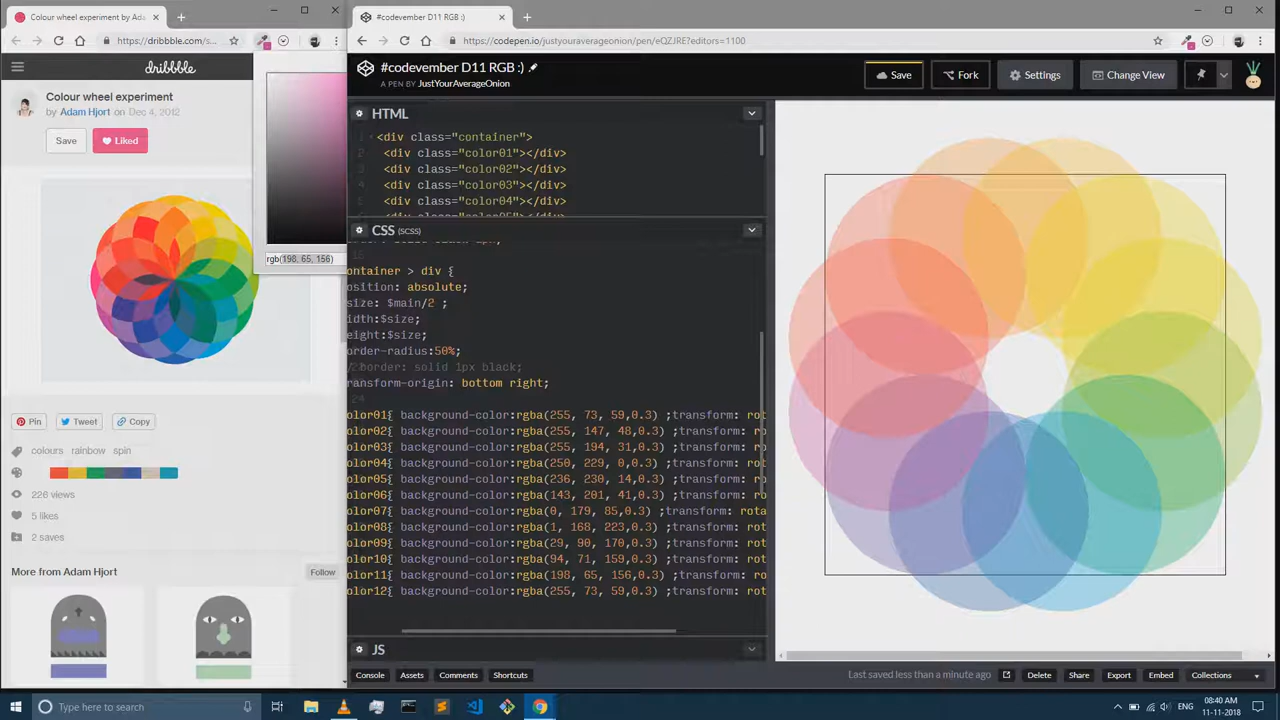 Colour wheel experiment by Ada
#codevember D11 RGB :)
https://dribbble.com/s...
https://codepen.io/justyouraverageonion/pen/eQZJRE?editors=1100
dribbble
#codevember D11 RGB :)
A PEN BY JustYourAverageOnion
Save
Fork
Settings
Change View
Colour wheel experiment
by Adam Hjort on Dec 4, 2012
Save
Liked
rgb(198, 65, 156)
HTML
<div class="container">
2 <div class="color01"></div>
3 <div class="color02"></div>
4 <div class="color03"></div>
5 <div class="color04"></div>
<div class="color05"></div>
CSS (SCSS)
ontainer > div {
osition: absolute;
size: $main/2 ;
idth:$size;
eight:$size;
order-radius:50%;
/border: solid 1px black;
ransform-origin: bottom right;
24
olor01{ background-color:rgba(255, 73, 59,0.3) ;transform: rot
olor02{ background-color:rgba(255, 147, 48,0.3) ;transform: ro
olor03{ background-color:rgba(255, 194, 31,0.3) ;transform: ro
olor04{ background-color:rgba(250, 229, 0,0.3) ;transform: rot
olor05{ background-color:rgba(236, 230, 14,0.3) ;transform: ro
olor06{ background-color:rgba(143, 201, 41,0.3) ;transform: ro
olor07{ background-color:rgba(0, 179, 85,0.3) ;transform: rota
olor08{ background-color:rgba(1, 168, 223,0.3) ;transform: rot
olor09{ background-color:rgba(29, 90, 170,0.3) ;transform: rot
olor10{ background-color:rgba(94, 71, 159,0.3) ;transform: rot
olor11{ background-color:rgba(198, 65, 156,0.3) ;transform: ro
olor12{ background-color:rgba(255, 73, 59,0.3) ;transform: rot
JS
Pin
Tweet
Copy
colours rainbow spin
226 views
5 likes
2 saves
More from Adam Hjort
Follow
Console
Assets
Comments
Shortcuts
Last saved less than a minute ago
Delete
Share
Export
Embed
Collections
Type here to search
ENG
08:40 AM
11-11-2018